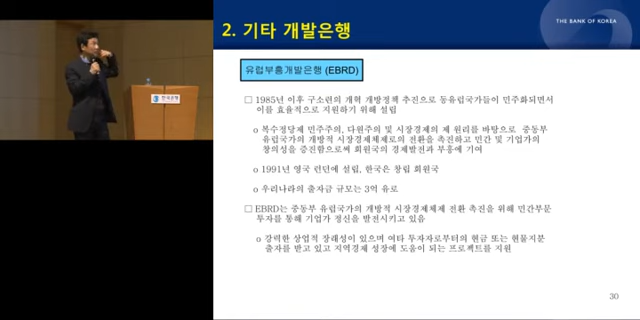 THE BANK OF KOREA
2. 기타 개발은행
유럽부흥개발은행 (EBRD)
□ 1985년 이후 구소련의 개혁 개방정책 추진으로 동유럽국가들이 민주화되면서
이를 효율적으로 지원하기 위해 설립
o 복수정당제 민주주의, 다원주의 및 시장경제의 제 원리를 바탕으로 중동부
유럽국가의 개방적 시장경제체제로의 전환을 촉진하고 민간 및 기업가의
창의성을 증진함으로써 회원국의 경제발전과 부흥에 기여
o 1991년 영국 런던에 설립, 한국은 창립 회원국
o 우리나라의 출자금 규모는 3억 유로
□ EBRD는 중동부 유럽국가의 개방적 시장경제체제 전환 촉진을 위해 민간부문
투자를 통해 기업가 정신을 발전시키고 있음
o 강력한 상업적 장래성이 있으며 여타 투자자로부터의 현금 또는 현물지분
출자를 받고 있고 지역경제 성장에 도움이 되는 프로젝트를 지원
한국은행
30